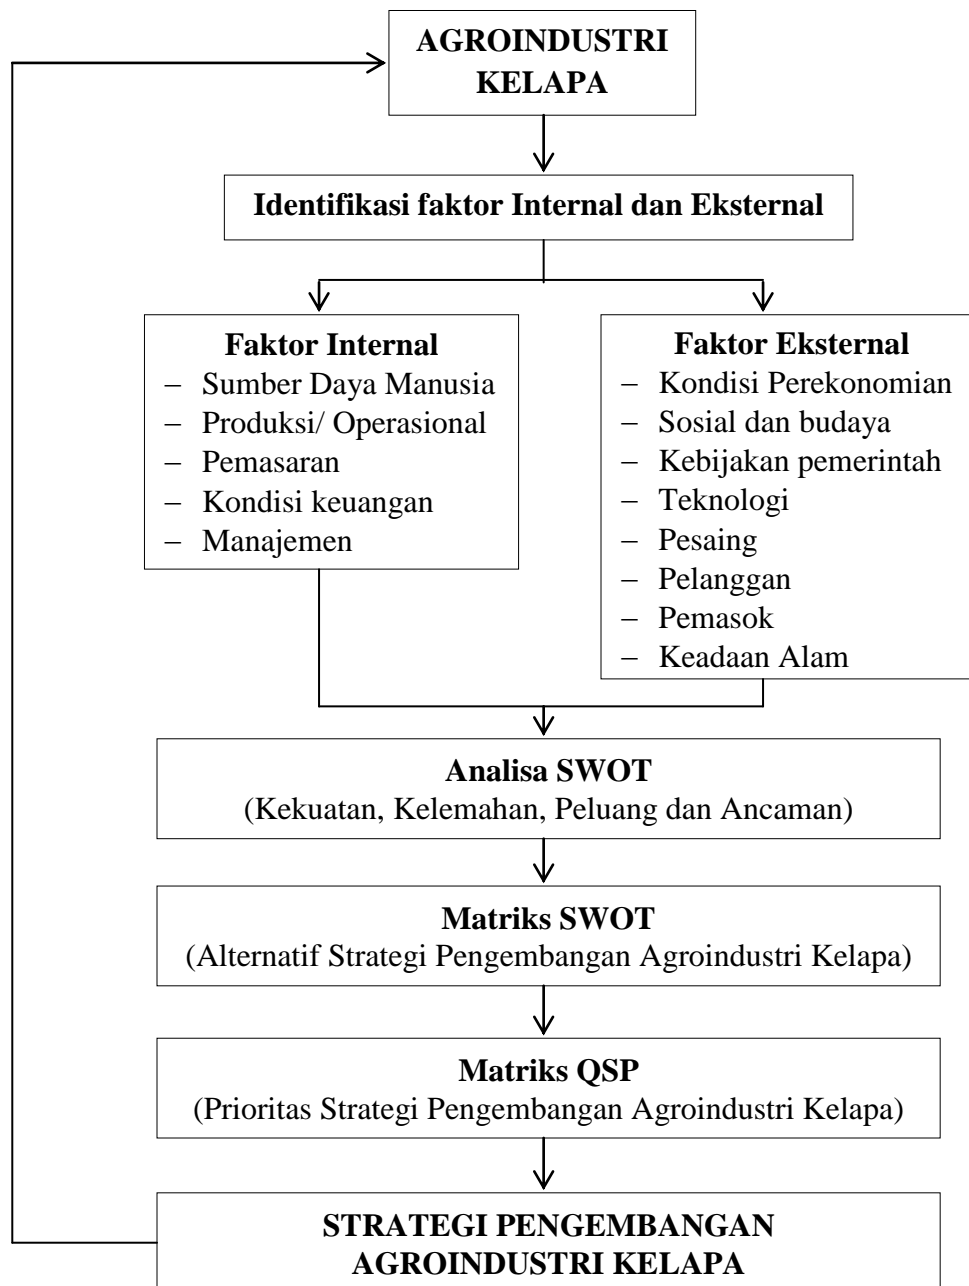 AGROINDUSTRI
KELAPA
Identifikasi faktor Internal dan Eksternal
Faktor Internal
− Sumber Daya Manusia
− Produksi/ Operasional
− Pemasaran
− Kondisi keuangan
− Manajemen
Faktor Eksternal
− Kondisi Perekonomian
− Sosial dan budaya
− Kebijakan pemerintah
− Teknologi
− Pesaing
− Pelanggan
− Pemasok
− Keadaan Alam
Analisa SWOT
(Kekuatan, Kelemahan, Peluang dan Ancaman)
Matriks SWOT
(Alternatif Strategi Pengembangan Agroindustri Kelapa)
Matriks QSP
(Prioritas Strategi Pengembangan Agroindustri Kelapa)
STRATEGI PENGEMBANGAN
AGROINDUSTRI KELAPA